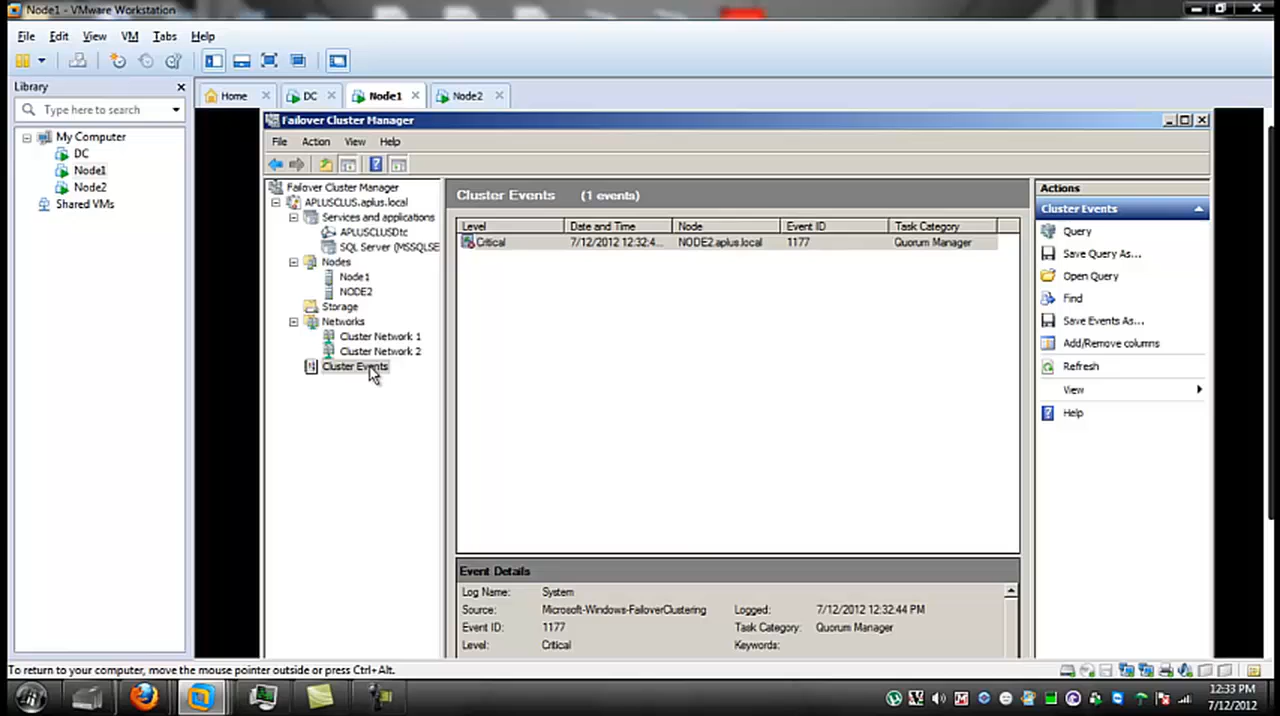 Node1 - VMware Workstation
File Edit View VM Tabs Help
Library
Type here to search
My Computer
DC
Node1
Node2
Shared VMs
Home DC Node1 Node2
Failover Cluster Manager
File Action View Help
Failover Cluster Manager
APLUSCLUS.aplus.local
Services and applications
APLUSCLUSDtc
SQL Server (MSSQLSE
Nodes
Node1
NODE2
Storage
Networks
Cluster Network 1
Cluster Network 2
Cluster Events
Cluster Events (1 events)
Level Date and Time Node Event ID Task Category
Critical 7/12/2012 12:32:4... NODE2.aplus.local 1177 Quorum Manager
Event Details
Log Name: System
Source: Microsoft-Windows-FailoverClustering Logged: 7/12/2012 12:32:44 PM
Event ID: 1177 Task Category: Quorum Manager
Level: Critical Keywords:
Actions
Cluster Events
Query
Save Query As...
Open Query
Find
Save Events As...
Add/Remove columns
Refresh
View
Help
To return to your computer, move the mouse pointer outside or press Ctrl+Alt.
12:33 PM
7/12/2012